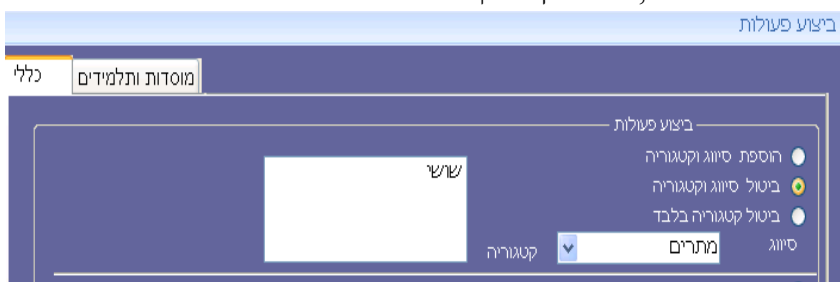 ביצוע פעולות
כללי
מוסדות ותלמידים
ביצוע פעולות
הוספת סיווג וקטגוריה
ביטול סיווג וקטגוריה
ביטול קטגוריה בלבד
סיווג
מתרים
קטגוריה
שושי